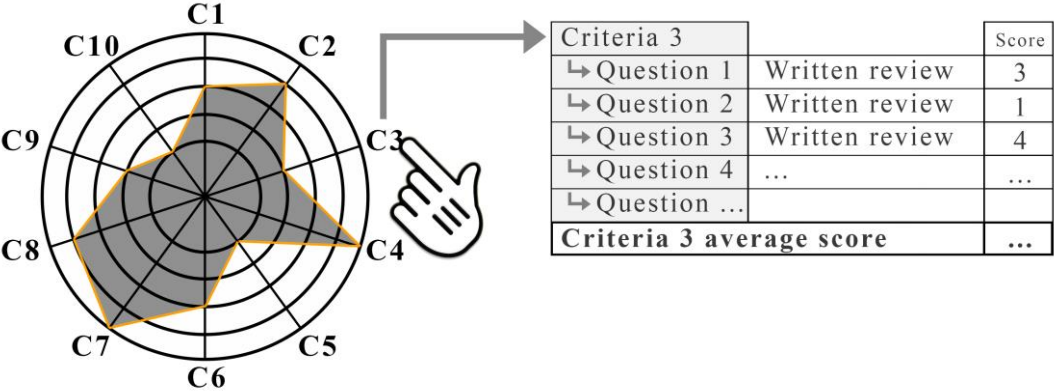 C1
C2
C3
C4
C5
C6
C7
C8
C9
C10
Criteria 3 Score
Question 1 Written review 3
Question 2 Written review 1
Question 3 Written review 4
Question 4 ... ...
Question ...
Criteria 3 average score ...